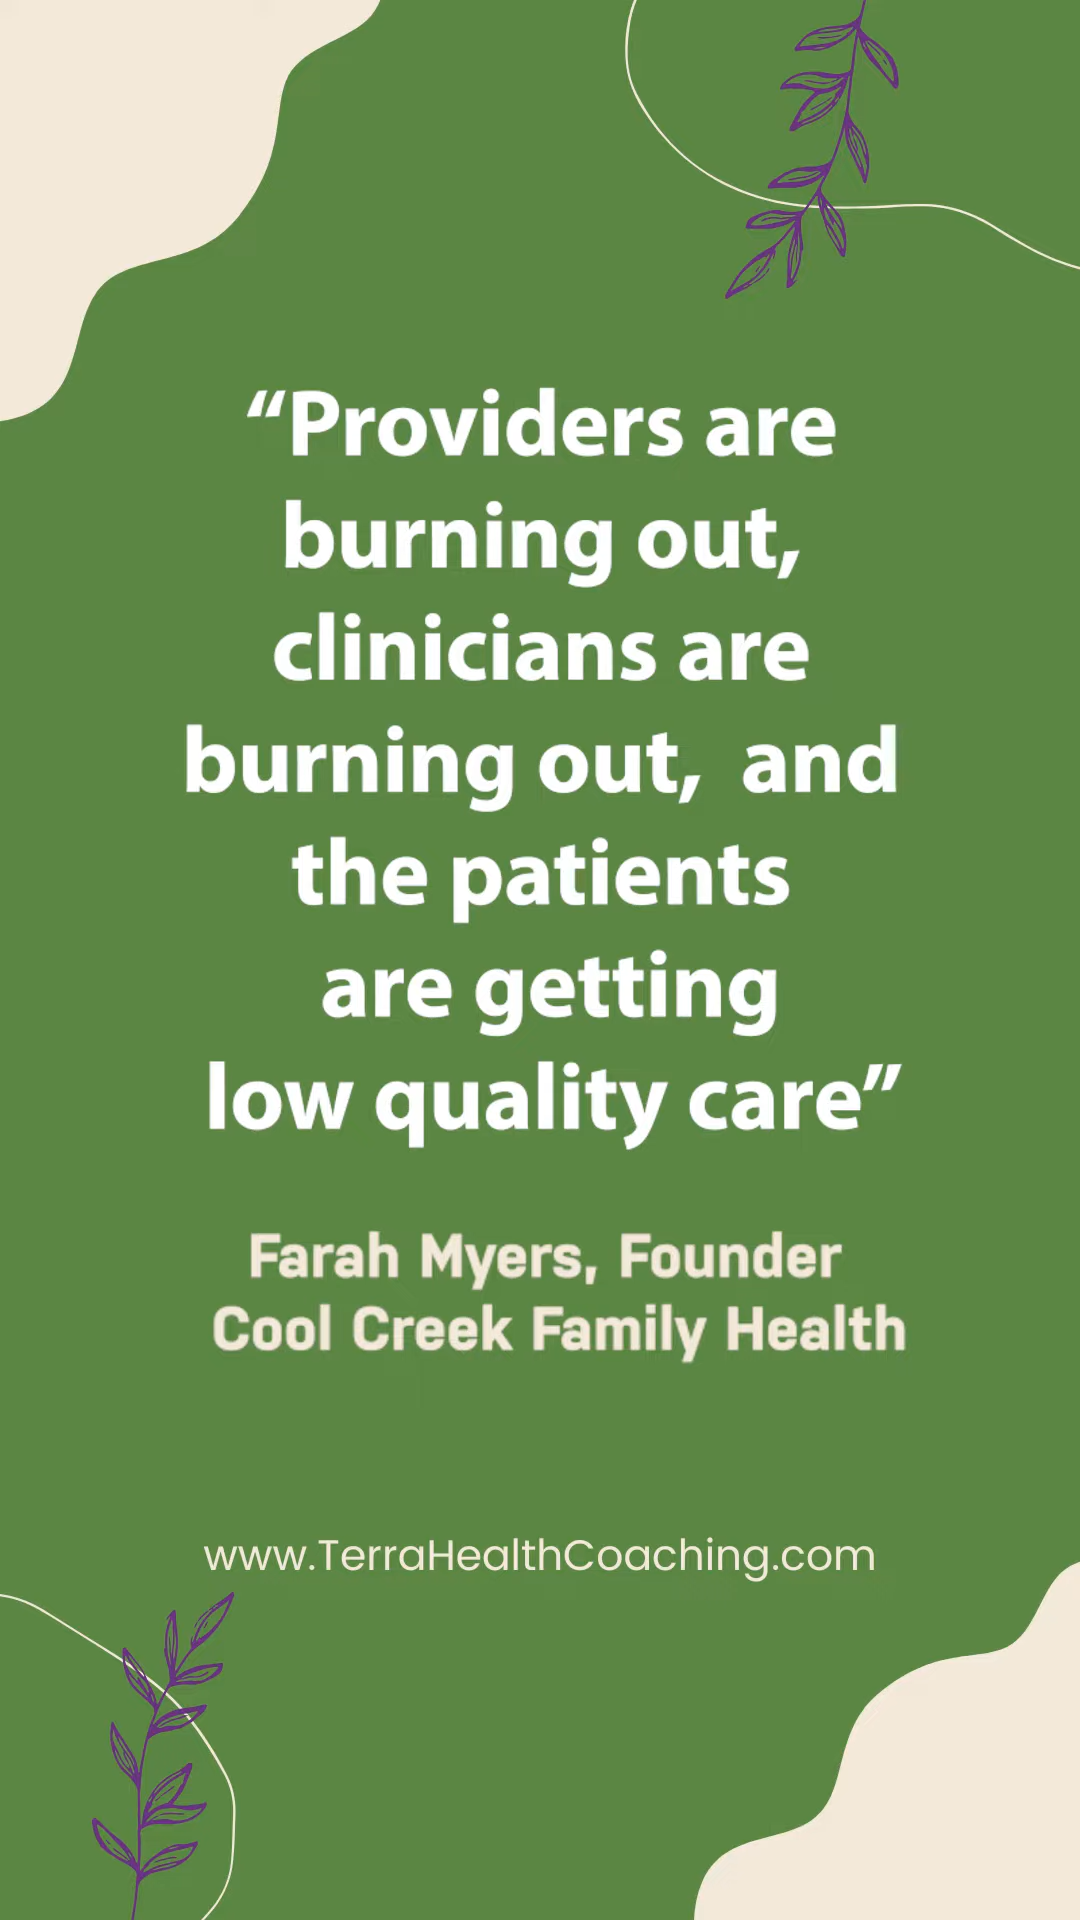 “Providers are
burning out,
clinicians are
burning out,  and
the patients
are getting
low quality care”
Farah Myers, Founder
Cool Creek Family Health
www.TerraHealthCoaching.com